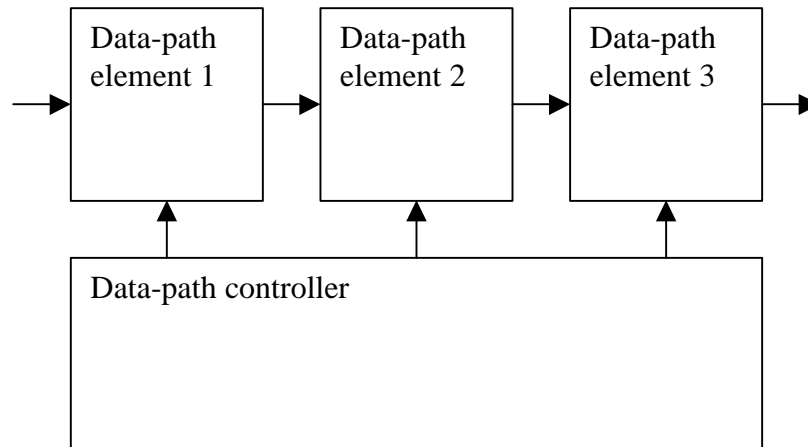 Data-path
element 1
Data-path
element 2
Data-path
element 3
Data-path controller